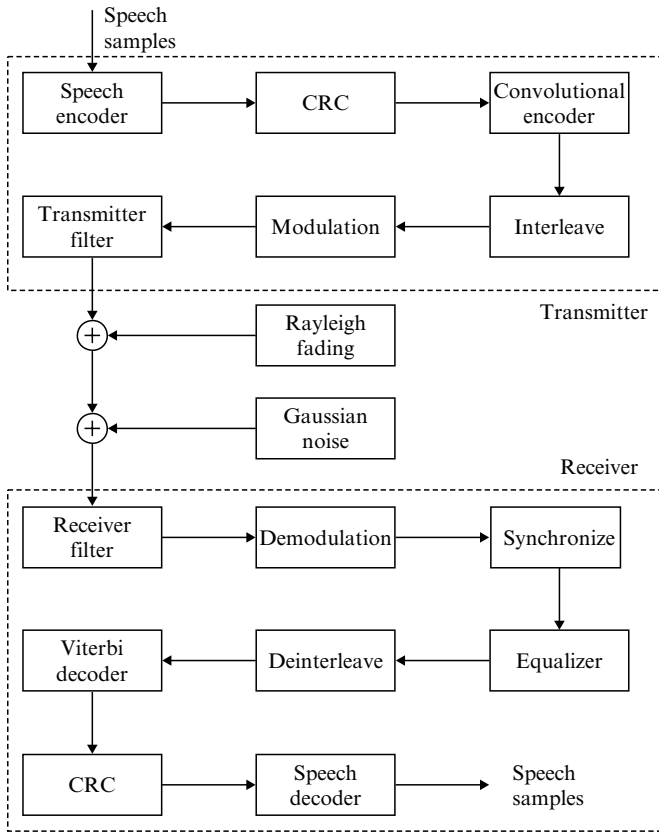 Speech
samples
Speech
encoder
CRC
Convolutional
encoder
Transmitter
filter
Modulation
Interleave
Transmitter
+
Rayleigh
fading
+
Gaussian
noise
Receiver
Receiver
filter
Demodulation
Synchronize
Viterbi
decoder
Deinterleave
Equalizer
CRC
Speech
decoder
Speech
samples